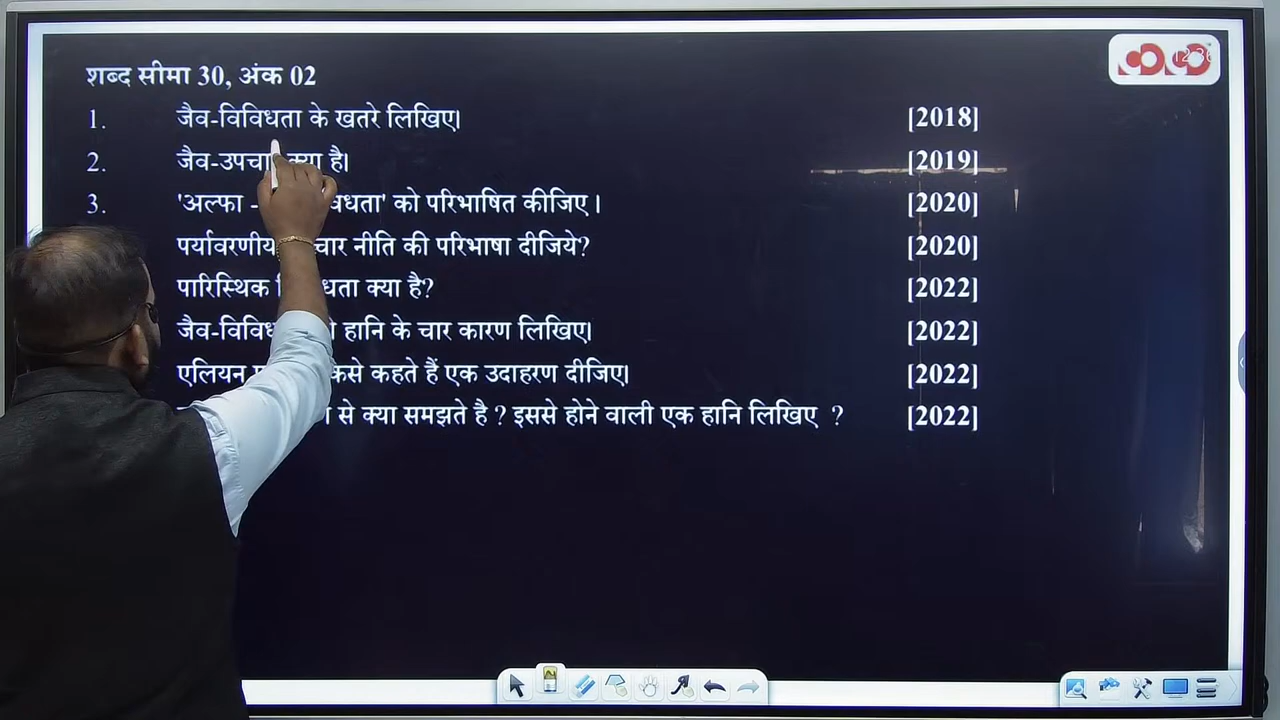 शब्द सीमा 30, अंक 02
1. जैव-विविधता के खतरे लिखिए। [2018]
2. जैव-उपचा क्या है। [2019]
3. 'अल्फा - वधता' को परिभाषित कीजिए । [2020]
पर्यावरणीय चार नीति की परिभाषा दीजिये? [2020]
पारिस्थिक धता क्या है? [2022]
जैव-विविध हानि के चार कारण लिखिए। [2022]
एलियन कसे कहते हैं एक उदाहरण दीजिए। [2022]
से क्या समझते है ? इससे होने वाली एक हानि लिखिए ? [2022]